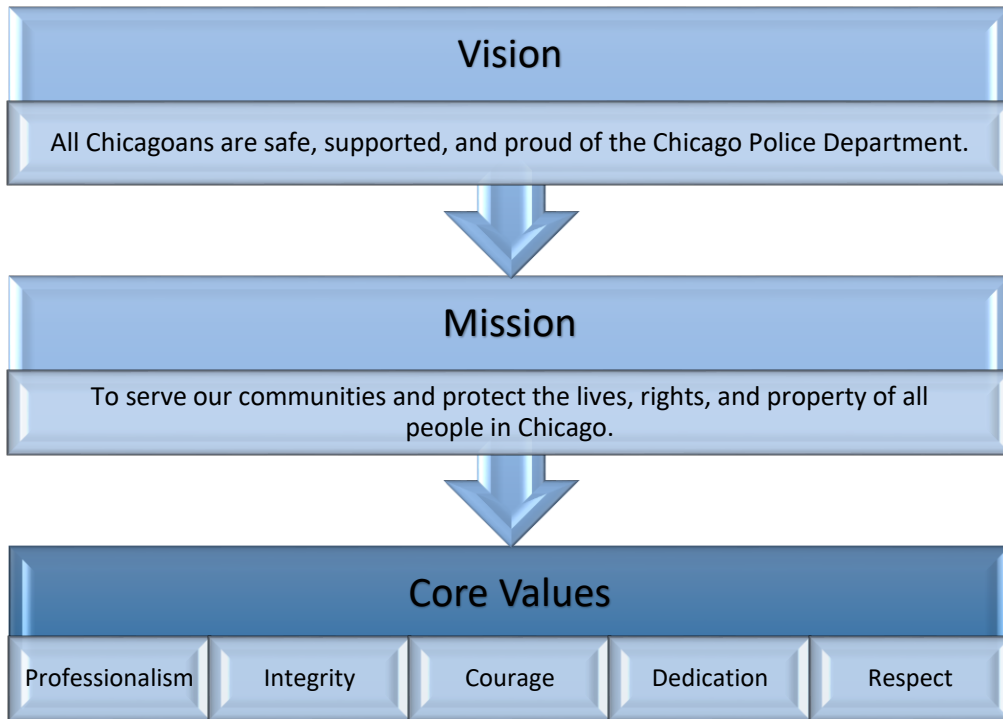 Vision
All Chicagoans are safe, supported, and proud of the Chicago Police Department.
Mission
To serve our communities and protect the lives, rights, and property of all
people in Chicago.
Core Values
Professionalism
Integrity
Courage
Dedication
Respect